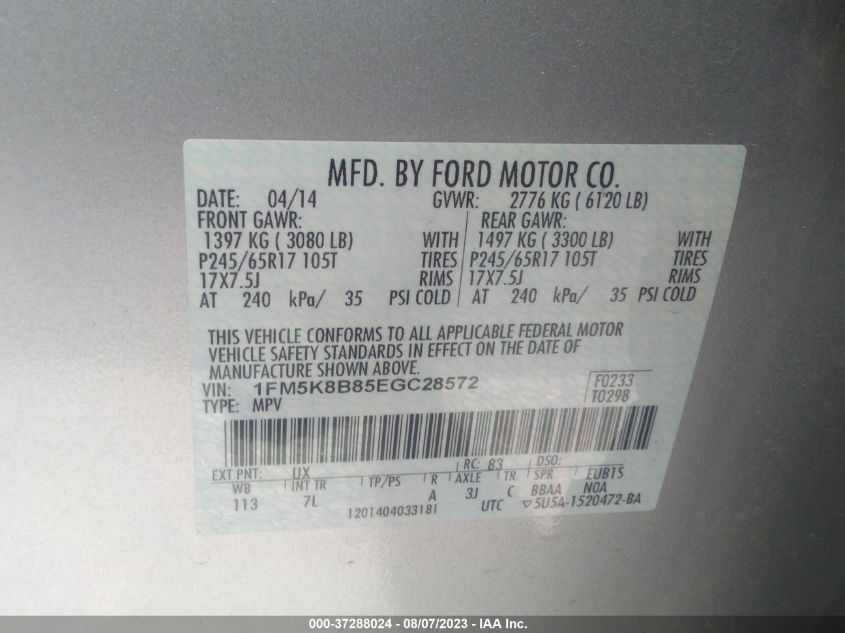 MFD. BY FORD MOTOR CO.
DATE: 04/14 GVWR: 2776 KG ( 6120 LB)
FRONT GAWR: REAR GAWR:
1397 KG ( 3080 LB) WITH 1497 KG ( 3300 LB) WITH
P245/65R17 105T TIRES P245/65R17 105T TIRES
17X7.5J RIMS 17X7.5J RIMS
AT 240 kPa/ 35 PSI COLD AT 240 kPa/ 35 PSI COLD
THIS VEHICLE CONFORMS TO ALL APPLICABLE FEDERAL MOTOR
VEHICLE SAFETY STANDARDS IN EFFECT ON THE DATE OF
MANUFACTURE SHOWN ABOVE.
VIN: 1FM5K8B85EGC28572 F0233
TYPE: MPV T0298
EXT PNT: UX RC: 83 DSO:
WB INT TR TP/PS R AXLE TR SPR EUB15
113 7L A 3J C BBAA NOA
1201404033181 UTC ▽5U5A-1520472-BA
000-37288024 - 08/07/2023 - IAA Inc.